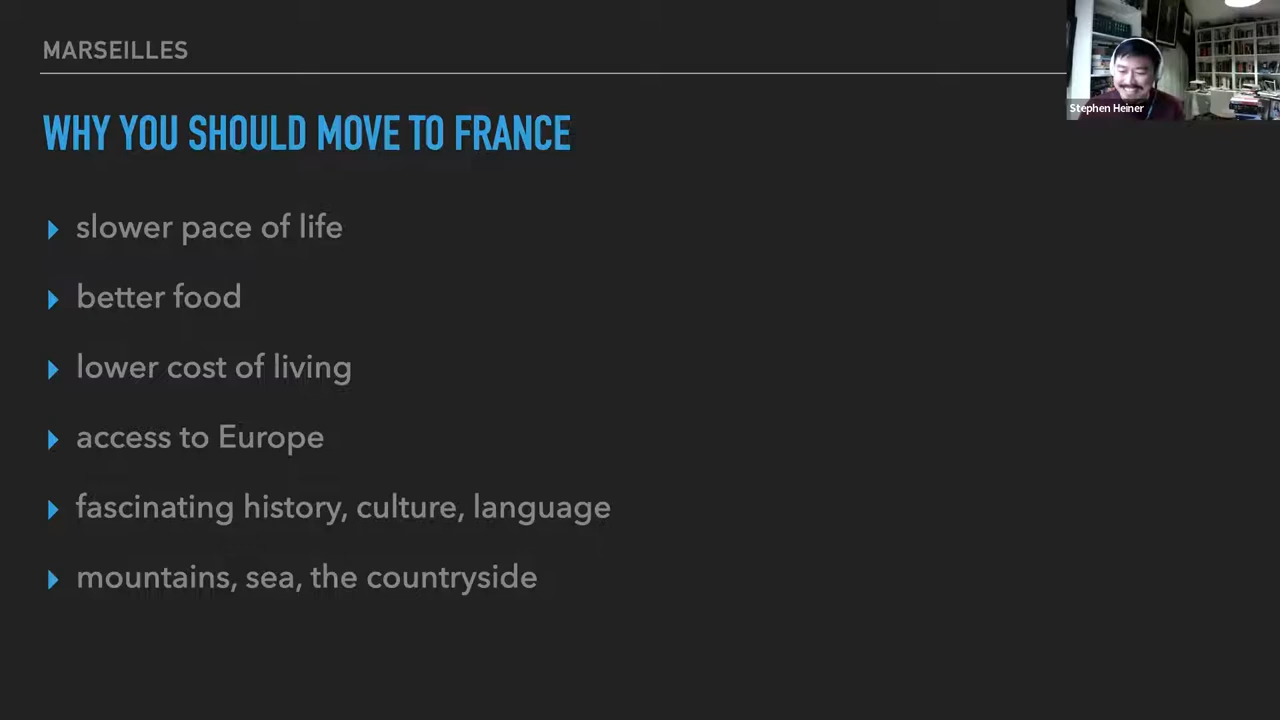 MARSEILLES
WHY YOU SHOULD MOVE TO FRANCE
slower pace of life
better food
lower cost of living
access to Europe
fascinating history, culture, language
mountains, sea, the countryside
Stephen Heiner